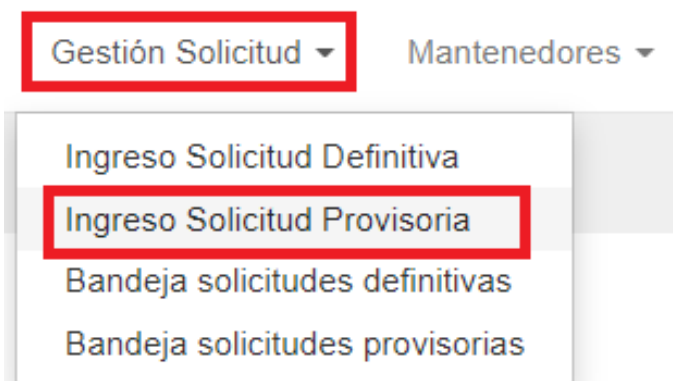 Gestión Solicitud Mantenedores
Ingreso Solicitud Definitiva
Ingreso Solicitud Provisoria
Bandeja solicitudes definitivas
Bandeja solicitudes provisorias